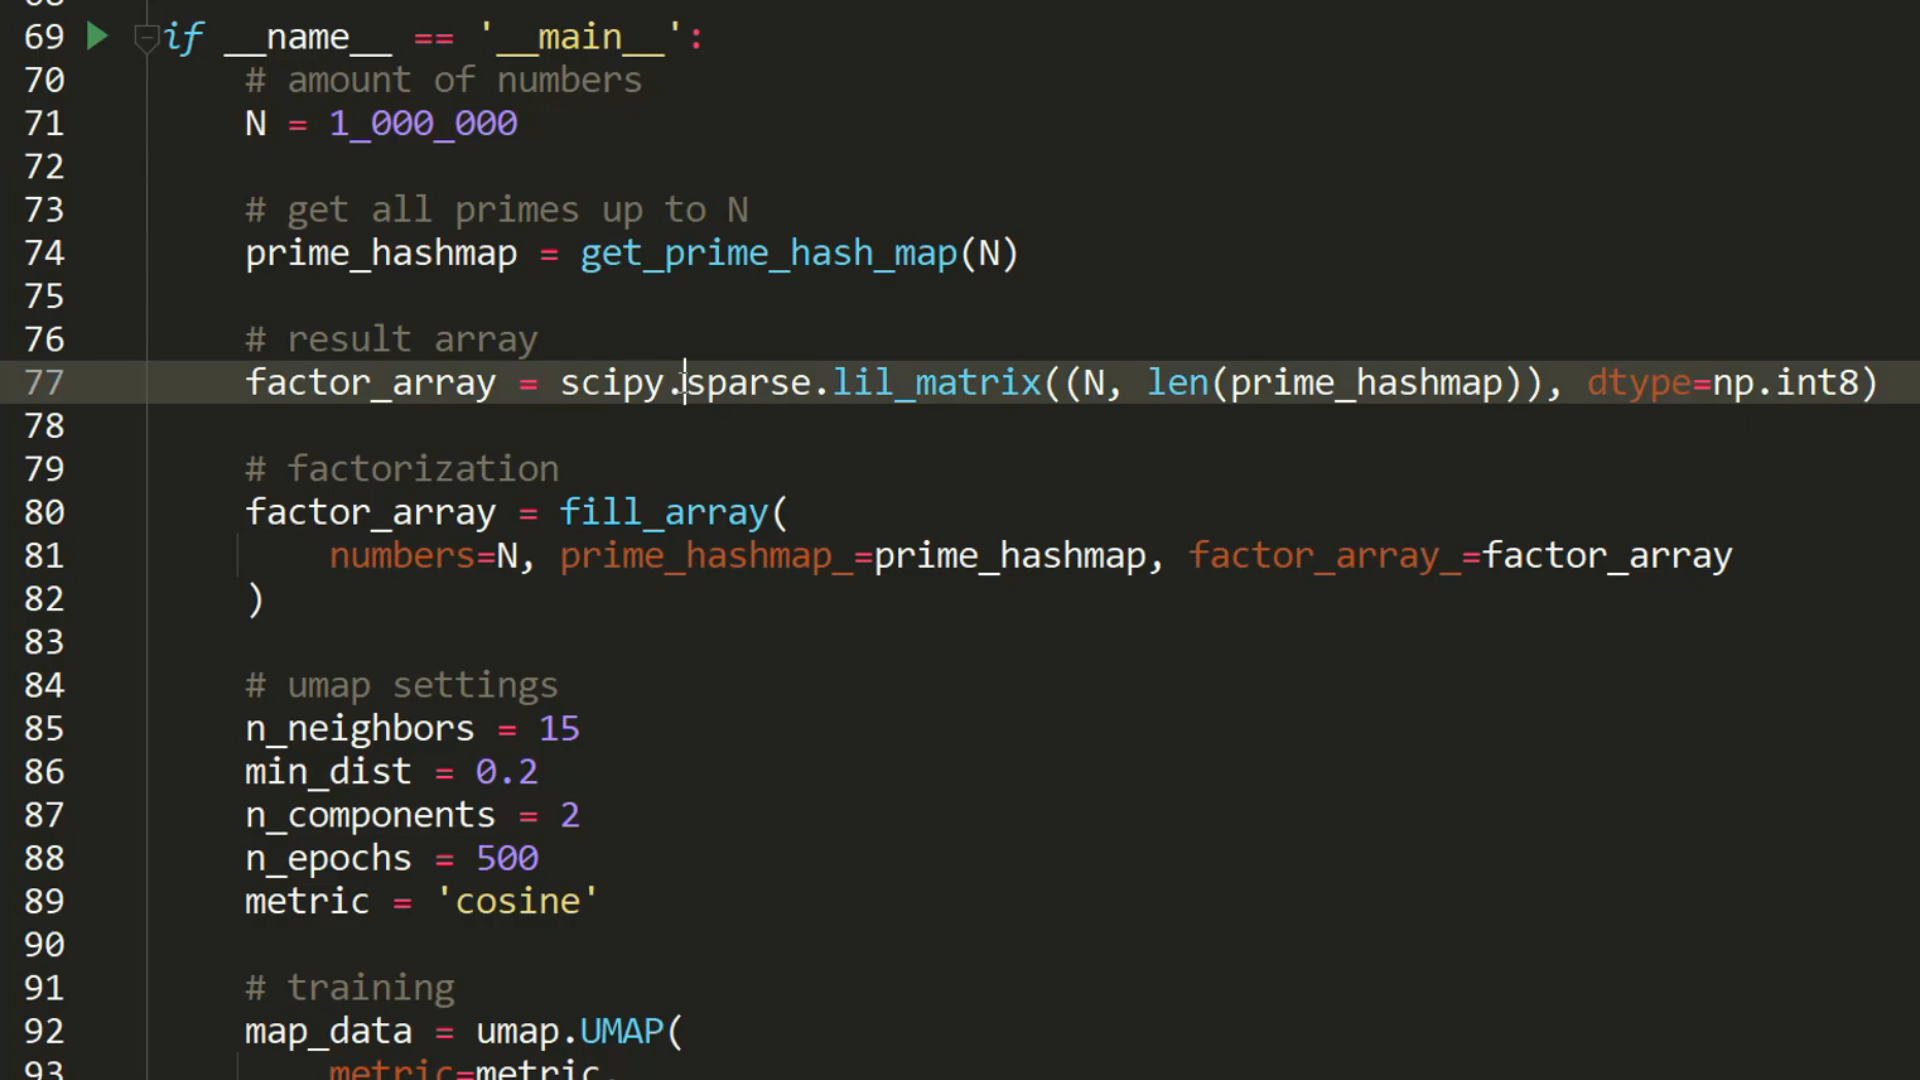 69 if __name__ == '__main__':
70 # amount of numbers
71 N = 1_000_000
72
73 # get all primes up to N
74 prime_hashmap = get_prime_hash_map(N)
75
76 # result array
77 factor_array = scipy.sparse.lil_matrix((N, len(prime_hashmap)), dtype=np.int8)
78
79 # factorization
80 factor_array = fill_array(
81 numbers=N, prime_hashmap_=prime_hashmap, factor_array_=factor_array
82 )
83
84 # umap settings
85 n_neighbors = 15
86 min_dist = 0.2
87 n_components = 2
88 n_epochs = 500
89 metric = 'cosine'
90
91 # training
92 map_data = umap.UMAP(
93 metric=metric,